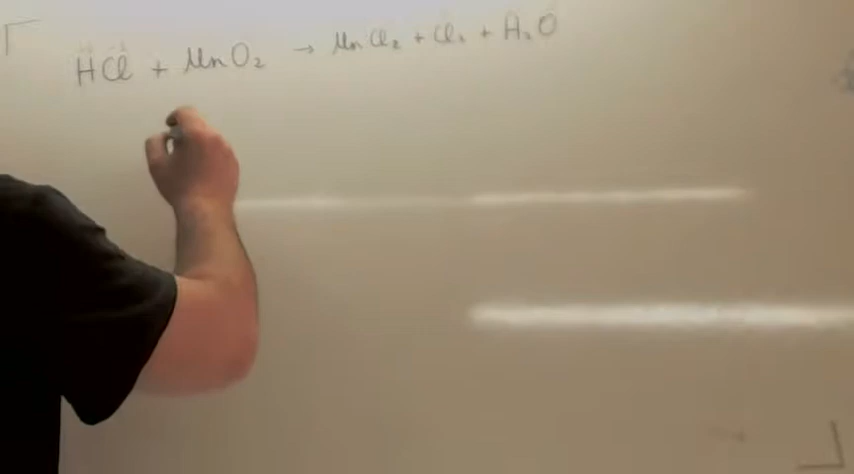 HCl + MnO₂ → MnCl₂ + Cl₂ + H₂O